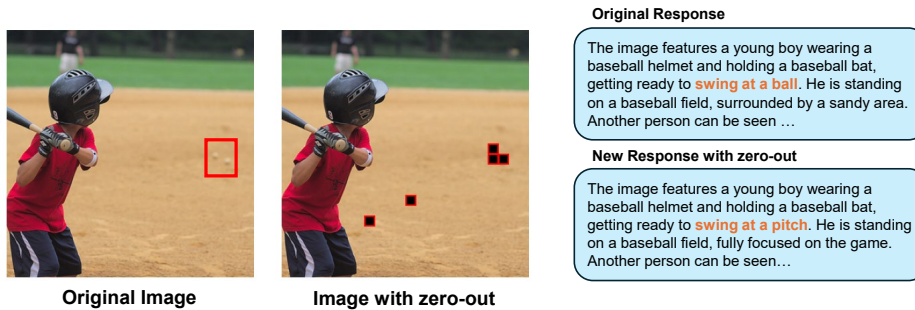 Original Response
The image features a young boy wearing a
baseball helmet and holding a baseball bat,
getting ready to swing at a ball. He is standing
on a baseball field, surrounded by a sandy area.
Another person can be seen …
New Response with zero-out
The image features a young boy wearing a
baseball helmet and holding a baseball bat,
getting ready to swing at a pitch. He is standing
on a baseball field, fully focused on the game.
Another person can be seen…
Original Image
Image with zero-out